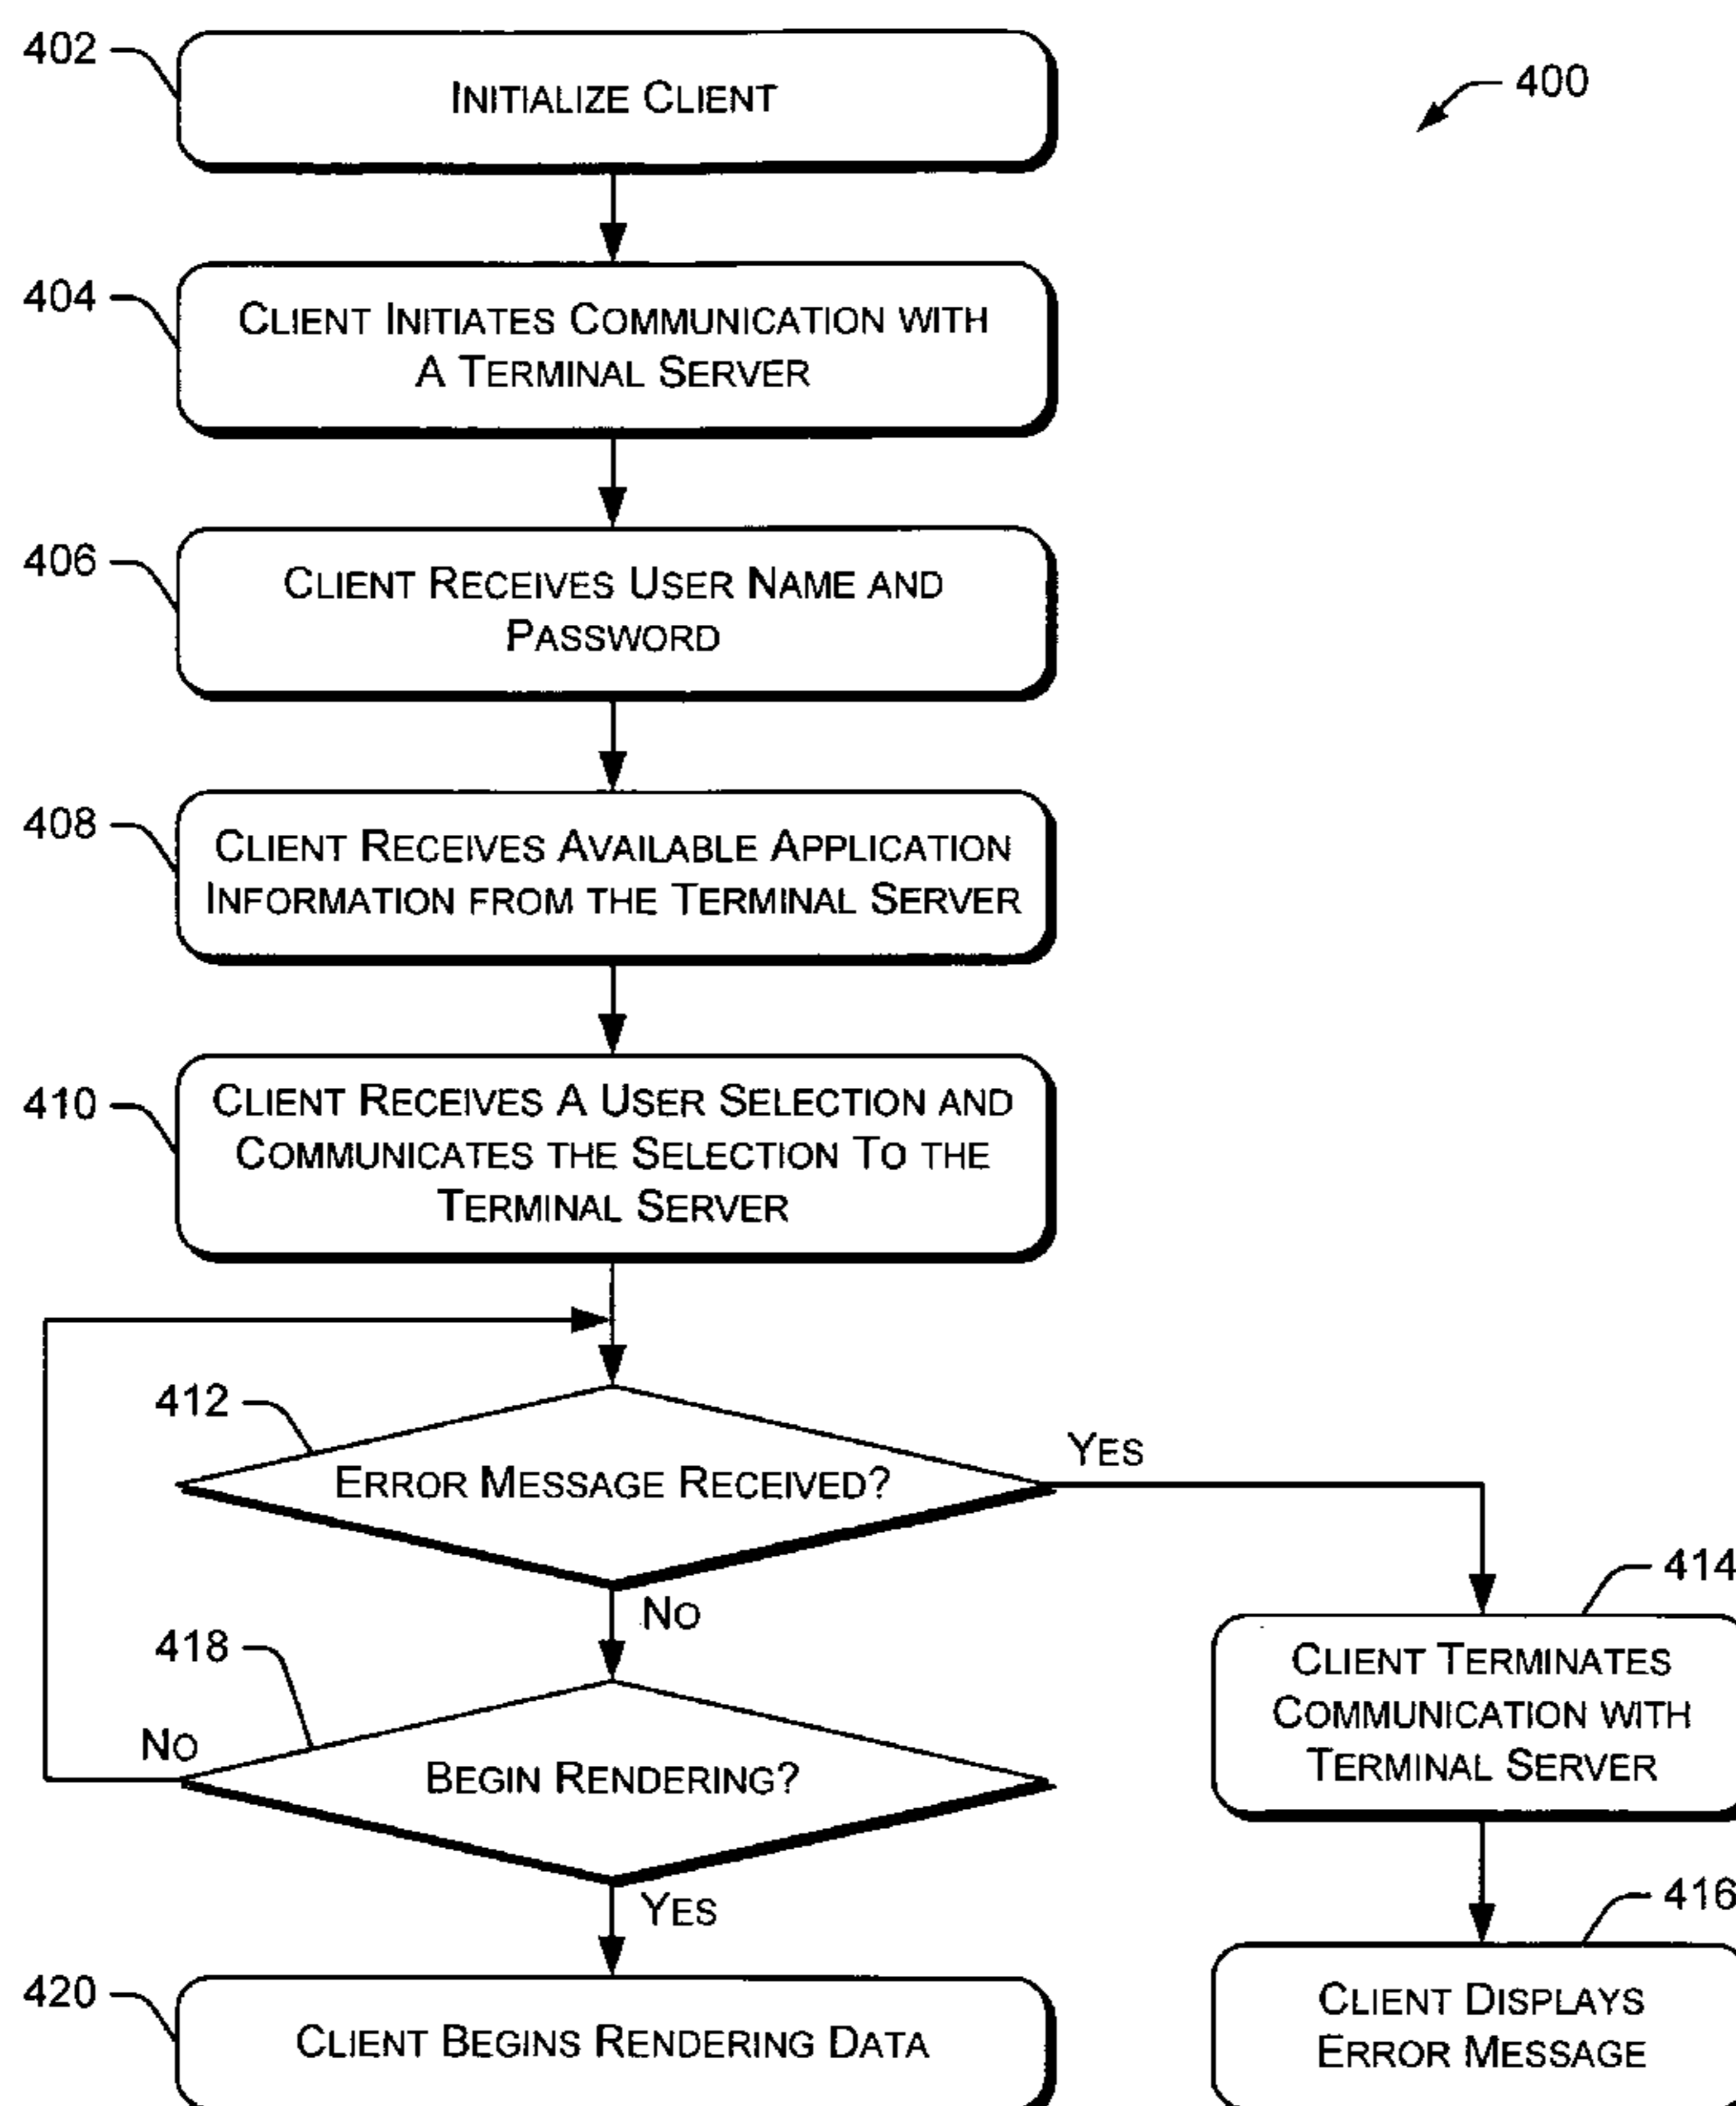 402
INITIALIZE CLIENT
400
404
CLIENT INITIATES COMMUNICATION WITH
A TERMINAL SERVER
406
CLIENT RECEIVES USER NAME AND
PASSWORD
408
CLIENT RECEIVES AVAILABLE APPLICATION
INFORMATION FROM THE TERMINAL SERVER
410
CLIENT RECEIVES A USER SELECTION AND
COMMUNICATES THE SELECTION TO THE
TERMINAL SERVER
412
ERROR MESSAGE RECEIVED?
YES
NO
414
CLIENT TERMINATES
COMMUNICATION WITH
TERMINAL SERVER
418
NO
BEGIN RENDERING?
YES
416
CLIENT DISPLAYS
ERROR MESSAGE
420
CLIENT BEGINS RENDERING DATA